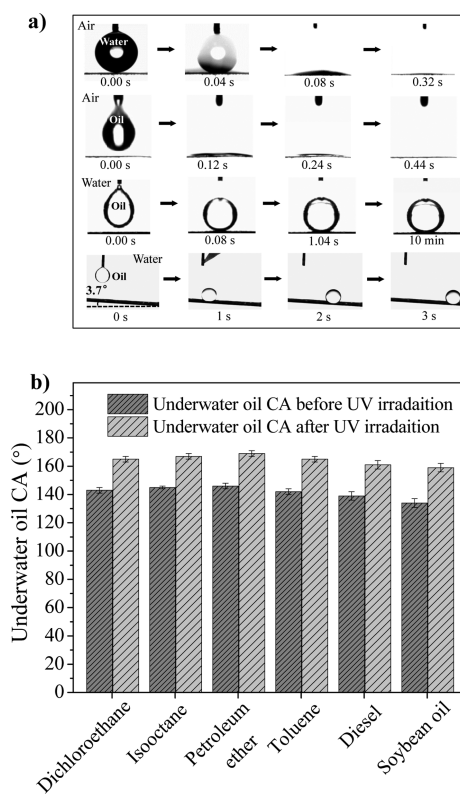 a)
Air
Water
0.00 s
0.04 s
0.08 s
0.32 s
Air
Oil
0.00 s
0.12 s
0.24 s
0.44 s
Water
Oil
0.00 s
0.08 s
1.04 s
10 min
Water
Oil
3.7°
0 s
1 s
2 s
3 s
b)
Underwater oil CA before UV irradaition
Underwater oil CA after UV irradaition
Underwater oil CA (°)
200
180
160
140
120
100
80
60
40
20
0
Dichloroethane
Isooctane
Petroleum
ether
Toluene
Diesel
Soybean oil